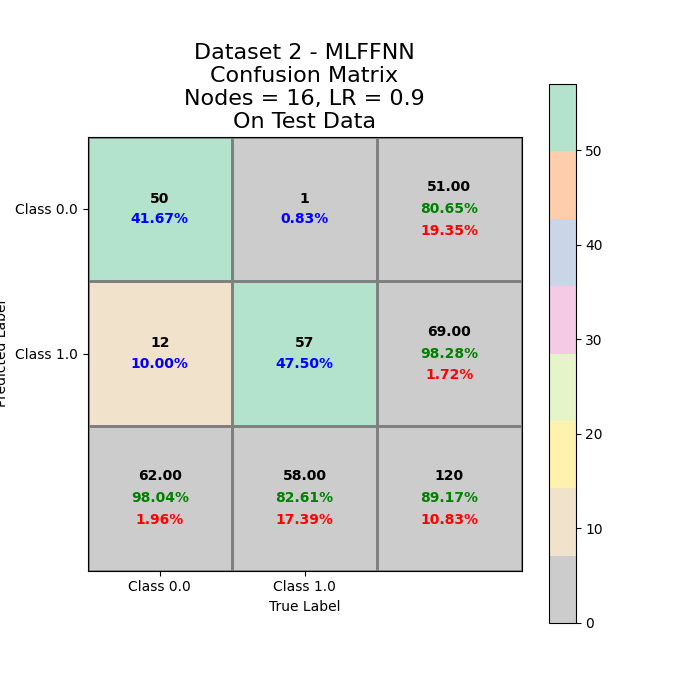 Dataset 2 - MLFFNN
Confusion Matrix
Nodes = 16, LR = 0.9
On Test Data
Class 0.0
50
41.67%
1
0.83%
51.00
80.65%
19.35%
Class 1.0
12
10.00%
57
47.50%
69.00
98.28%
1.72%
62.00
98.04%
1.96%
58.00
82.61%
17.39%
120
89.17%
10.83%
Class 0.0
Class 1.0
True Label
Predicted Label
50
40
30
20
10
0